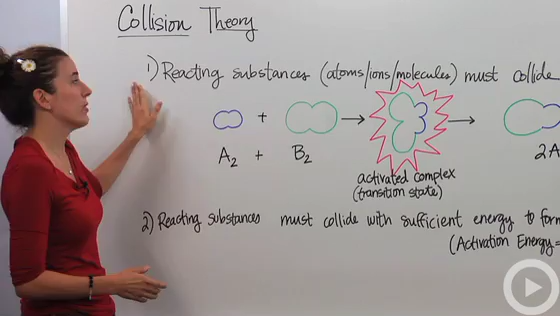 Collision Theory
1) Reacting substances (atoms/ions/molecules) must collide
A2 + B2
activated complex
(transition state)
2A
2) Reacting substances must collide with sufficient energy to form
(Activation Energy-